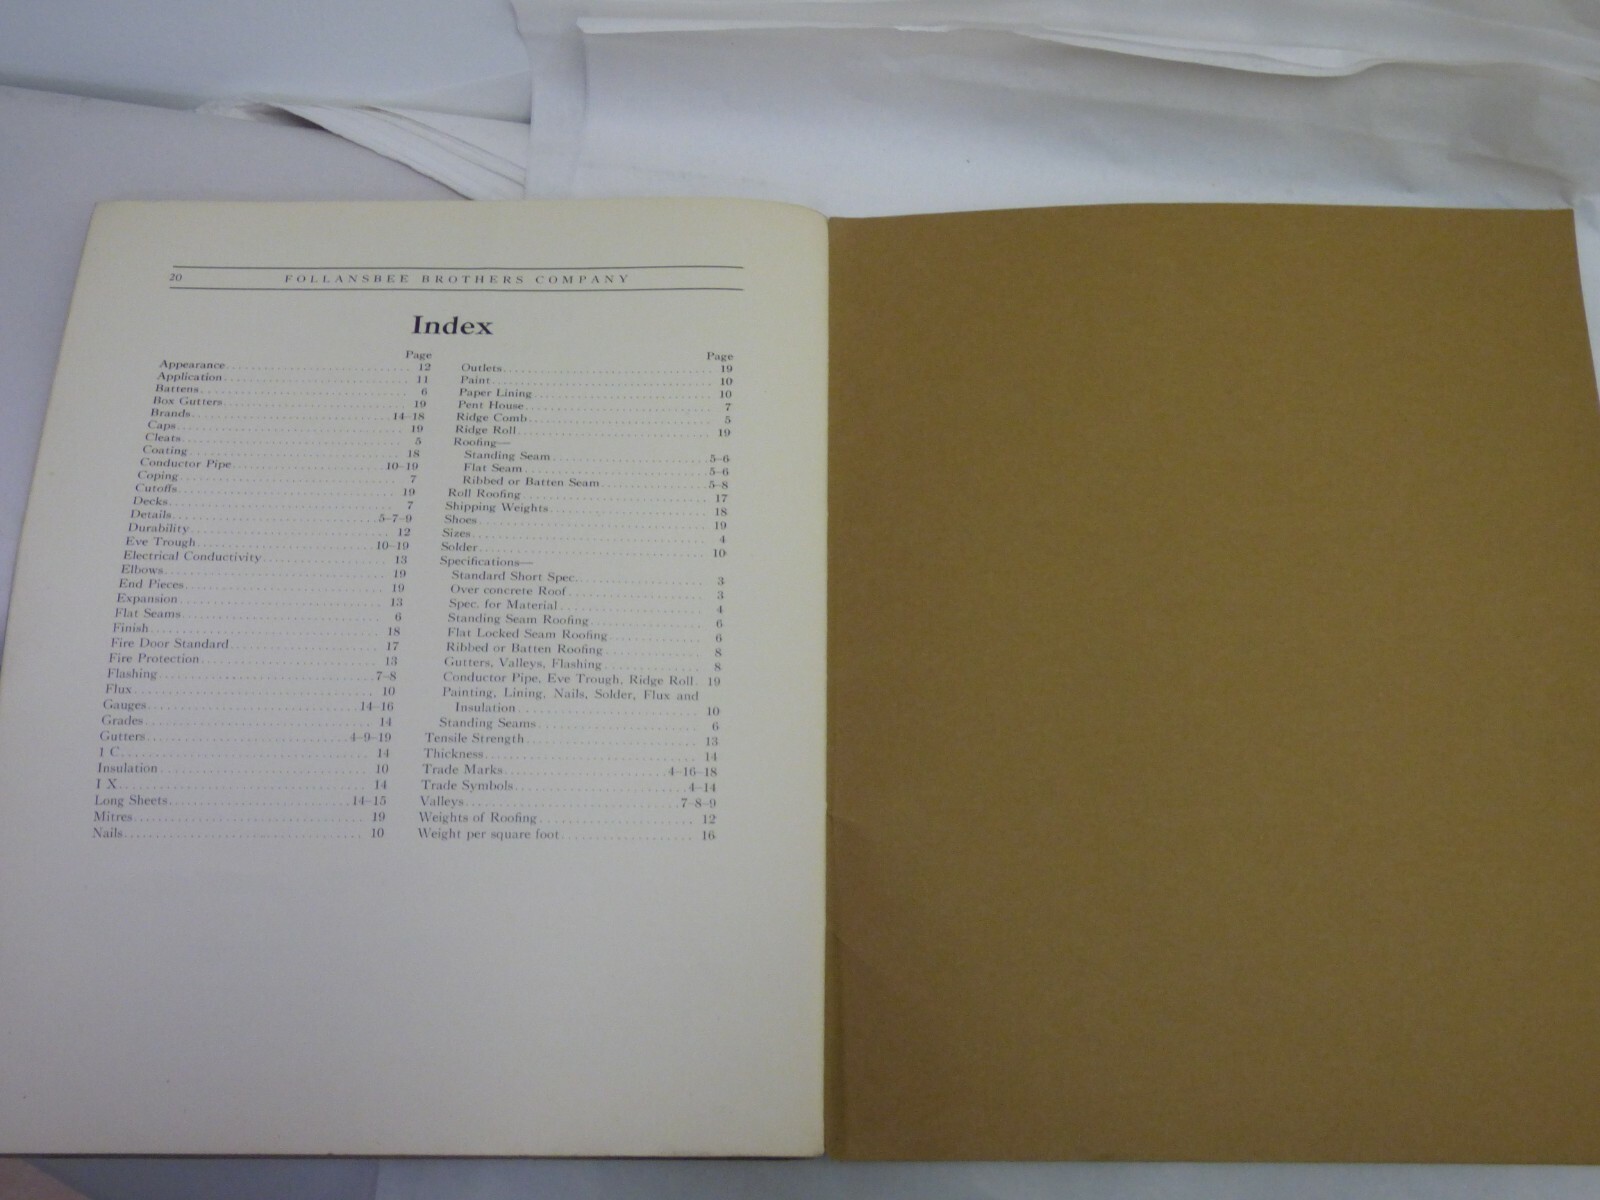 20 FOLLANSBEE BROTHERS COMPANY
Index
Page
Appearance 12
Application 11
Battens 6
Box Gutters 19
Brands 14-18
Caps 19
Cleats 5
Coating 18
Conductor Pipe 10-19
Coping 7
Cutoffs 19
Decks 7
Details 5-7-9
Durability 12
Eve Trough 10-19
Electrical Conductivity 13
Elbows 19
End Pieces 19
Expansion 13
Flat Seams 6
Finish 18
Fire Door Standard 17
Fire Protection 13
Flashing 7-8
Flux 10
Gauges 14-16
Grades 14
Gutters 4-9-19
I C 14
Insulation 10
I X 14
Long Sheets 14-15
Mitres 19
Nails 10
Page
Outlets 19
Paint 10
Paper Lining 10
Pent House 7
Ridge Comb 5
Ridge Roll 19
Roofing—
Standing Seam 5-6
Flat Seam 5-6
Ribbed or Batten Seam 5-8
Roll Roofing 17
Shipping Weights 18
Shoes 19
Sizes 4
Solder 10
Specifications—
Standard Short Spec. 3
Over concrete Roof 3
Spec. for Material 4
Standing Seam Roofing 6
Flat Locked Seam Roofing 6
Ribbed or Batten Roofing 8
Gutters, Valleys, Flashing 8
Conductor Pipe, Eve Trough, Ridge Roll 19
Painting, Lining, Nails, Solder, Flux and
Insulation 10
Standing Seams 6
Tensile Strength 13
Thickness 14
Trade Marks 4-16-18
Trade Symbols 4-14
Valleys 7-8-9
Weights of Roofing 12
Weight per square foot 16